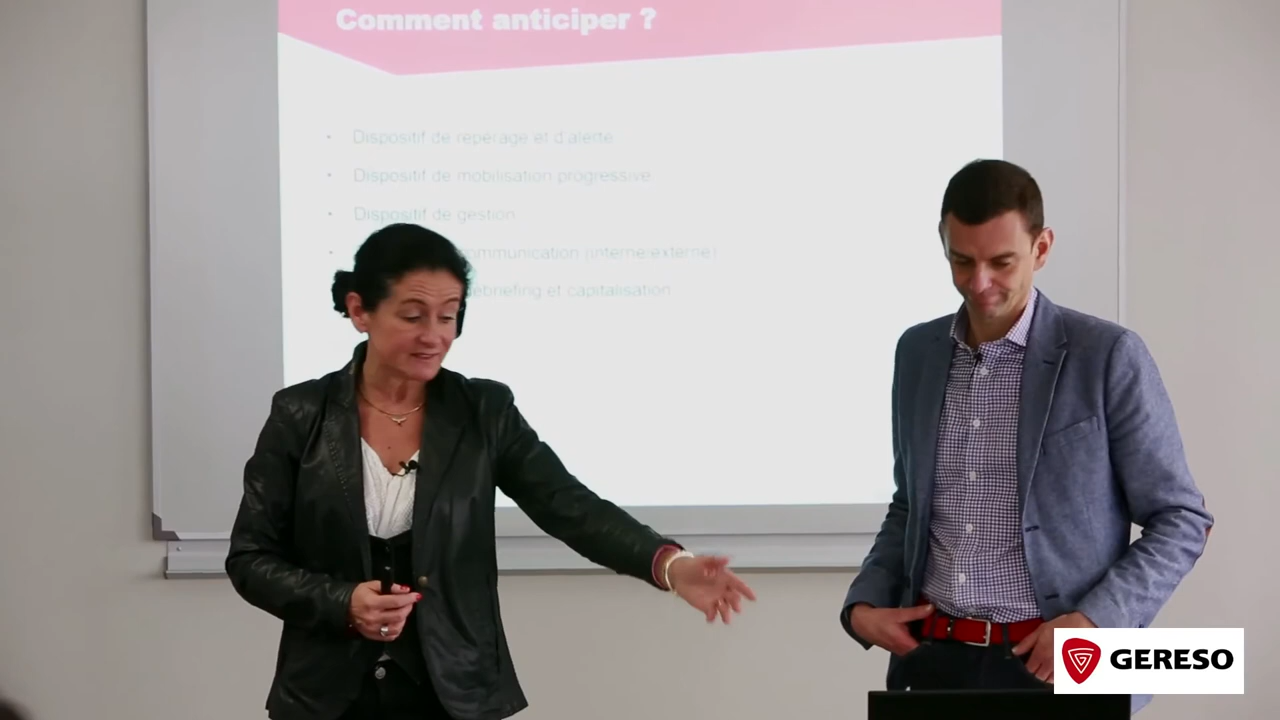 Comment anticiper ?
• Dispositif de repérage et d'alerte
• Dispositif de mobilisation progressive
• Dispositif de gestion
• communication (interne-externe)
• débriefing et capitalisation
GERESO